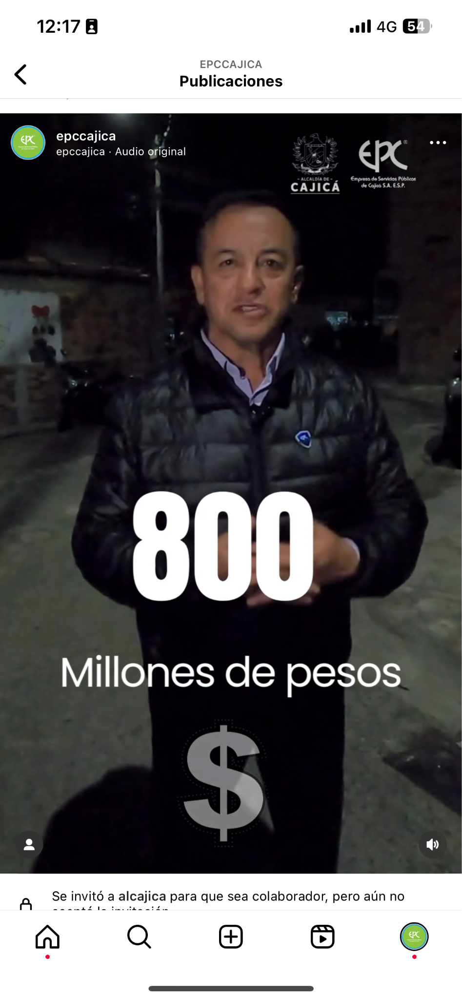 12:17
4G
54
EPCCAJICA
Publicaciones
epccajica
epccajica · Audio original
- ALCALDÍA DE -
CAJICÁ
EPC®
Empresa de Servicios Públicos
de Cajicá S.A. E.S.P.
800
Millones de pesos
$
Se invitó a alcajica para que sea colaborador, pero aún no